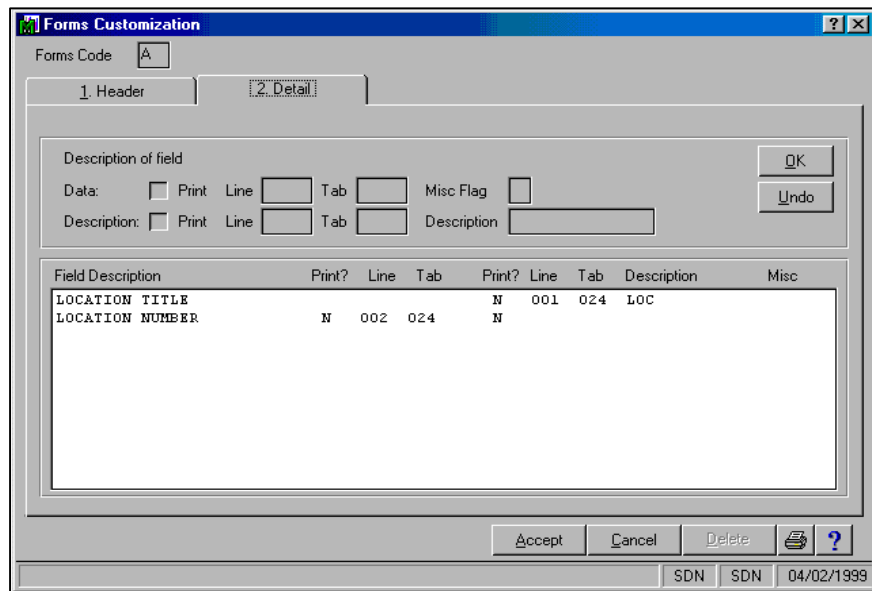 Forms Customization
Forms Code A
1. Header 2. Detail
Description of field OK
Data: Print Line Tab Misc Flag Undo
Description: Print Line Tab Description
Field Description Print? Line Tab Print? Line Tab Description Misc
LOCATION TITLE N 001 024 LOC
LOCATION NUMBER N 002 024 N
Accept Cancel Delete ?
SDN SDN 04/02/1999